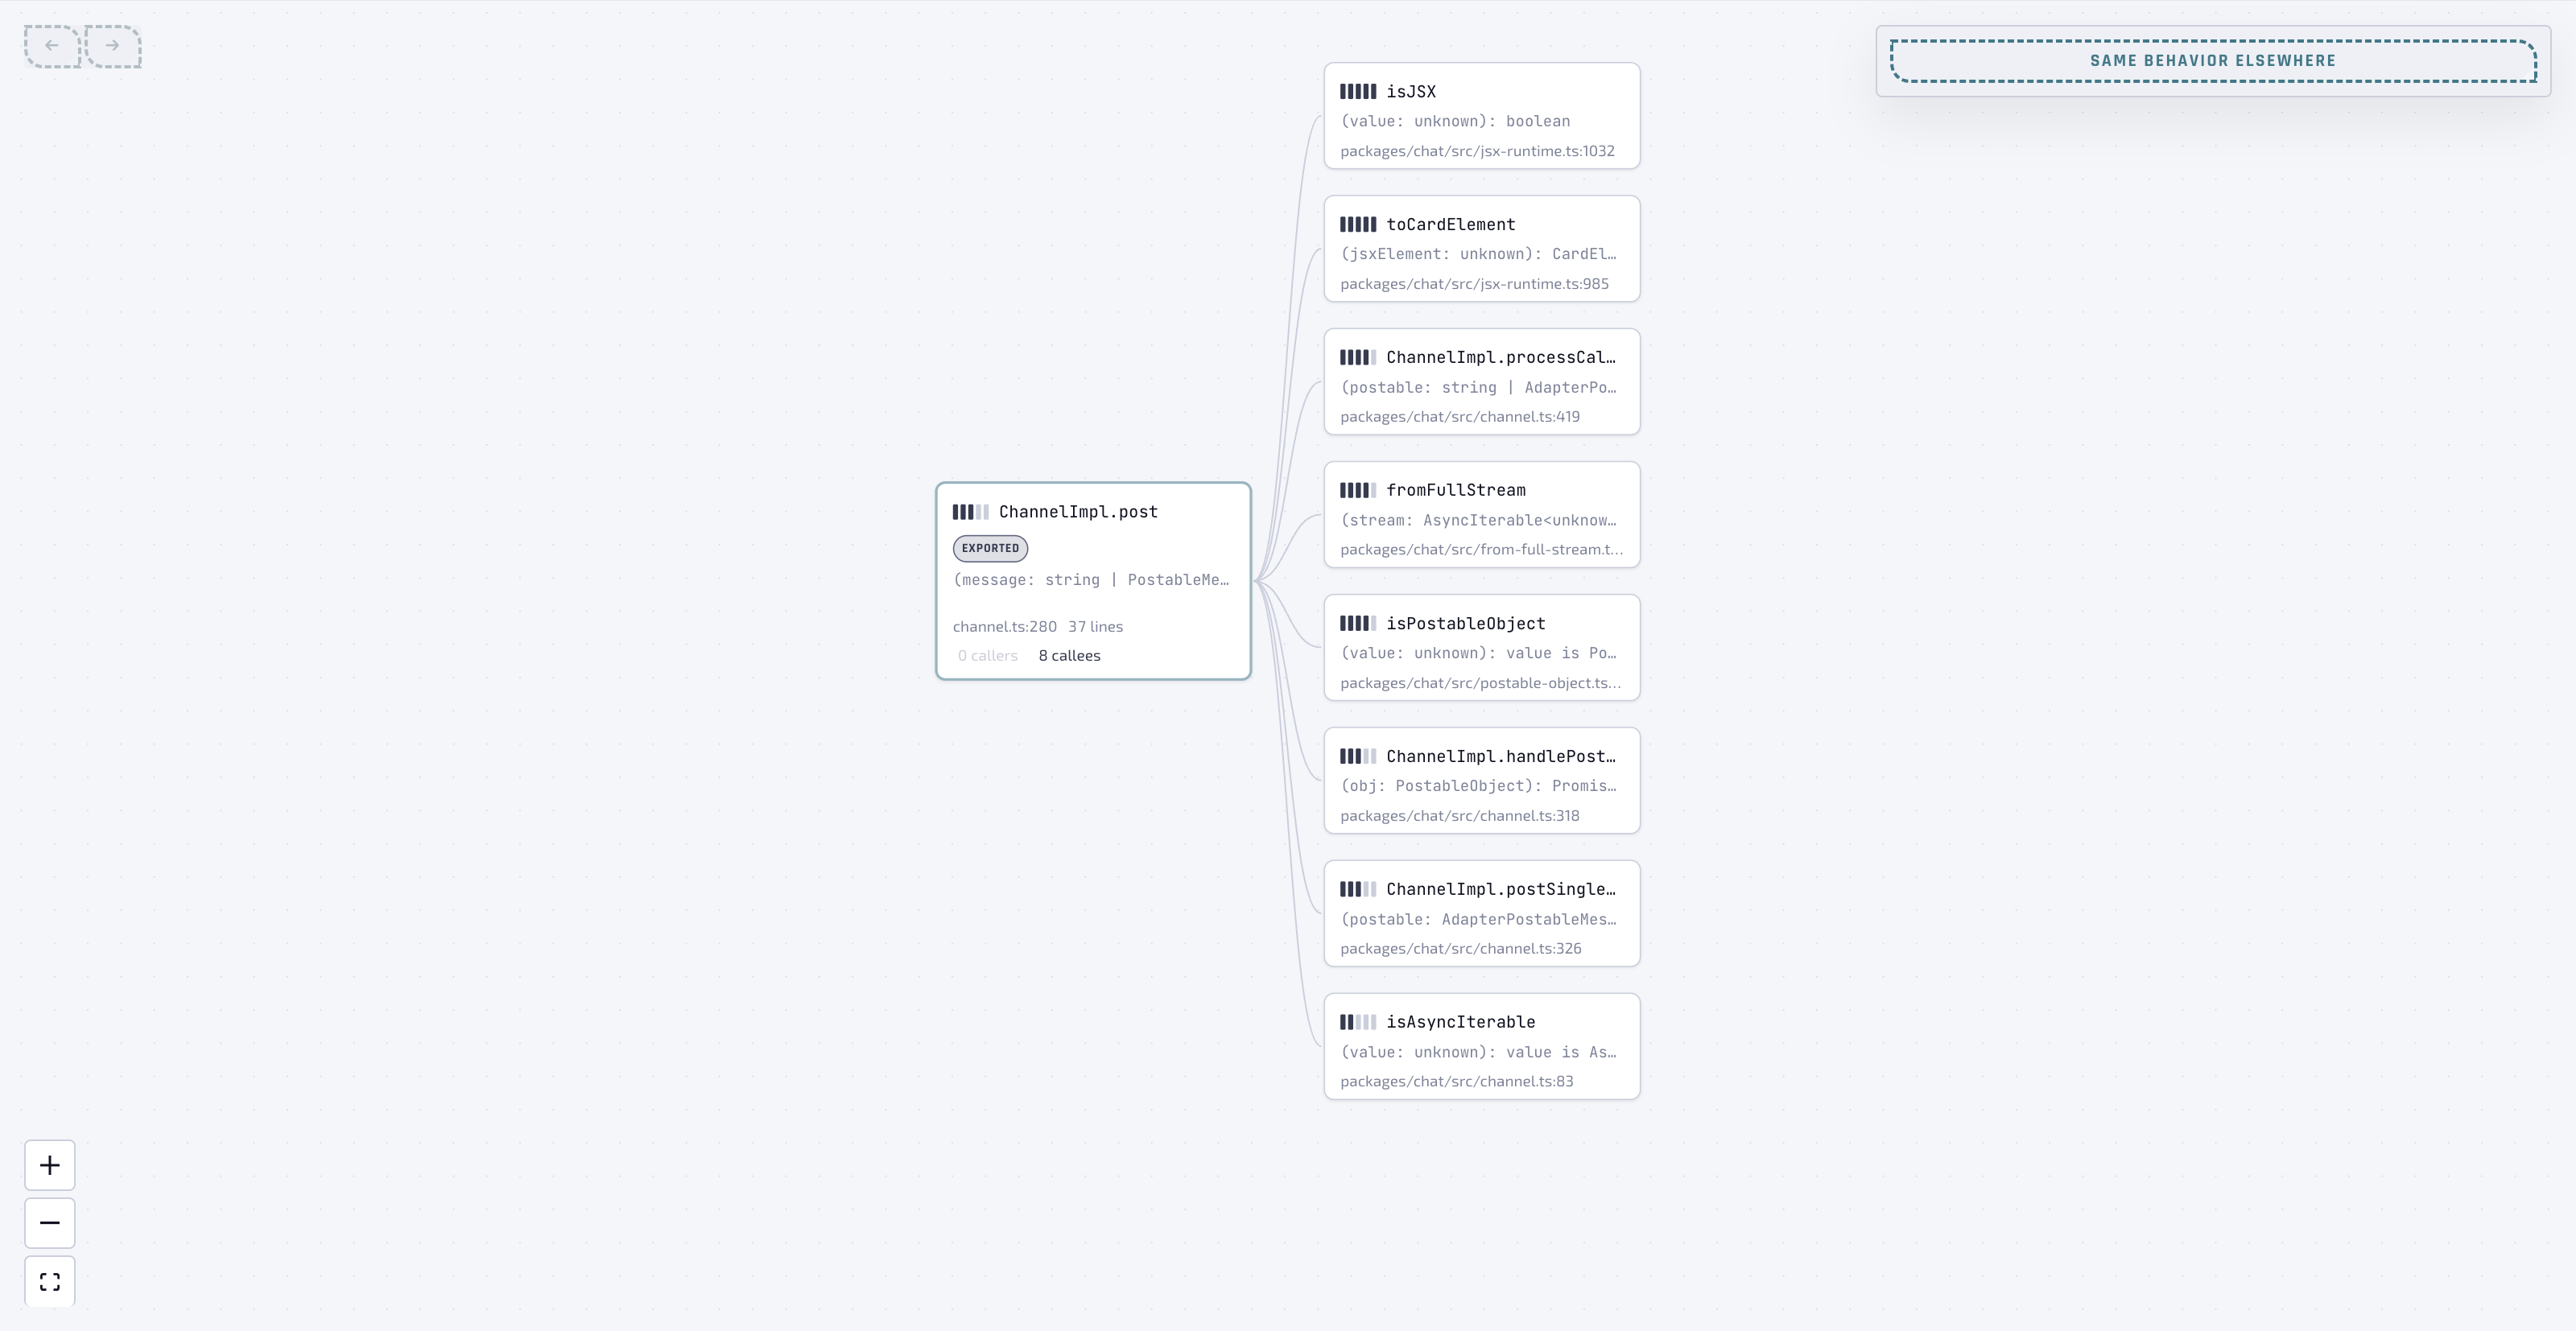 ←
→
SAME BEHAVIOR ELSEWHERE
ChannelImpl.post
EXPORTED
(message: string | PostableMe…
channel.ts:280 37 lines
0 callers 8 callees
isJSX
(value: unknown): boolean
packages/chat/src/jsx-runtime.ts:1032
toCardElement
(jsxElement: unknown): CardEl…
packages/chat/src/jsx-runtime.ts:985
ChannelImpl.processCal…
(postable: string | AdapterPo…
packages/chat/src/channel.ts:419
fromFullStream
(stream: AsyncIterable<unknow…
packages/chat/src/from-full-stream.t…
isPostableObject
(value: unknown): value is Po…
packages/chat/src/postable-object.ts…
ChannelImpl.handlePost…
(obj: PostableObject): Promis…
packages/chat/src/channel.ts:318
ChannelImpl.postSingle…
(postable: AdapterPostableMes…
packages/chat/src/channel.ts:326
isAsyncIterable
(value: unknown): value is As…
packages/chat/src/channel.ts:83